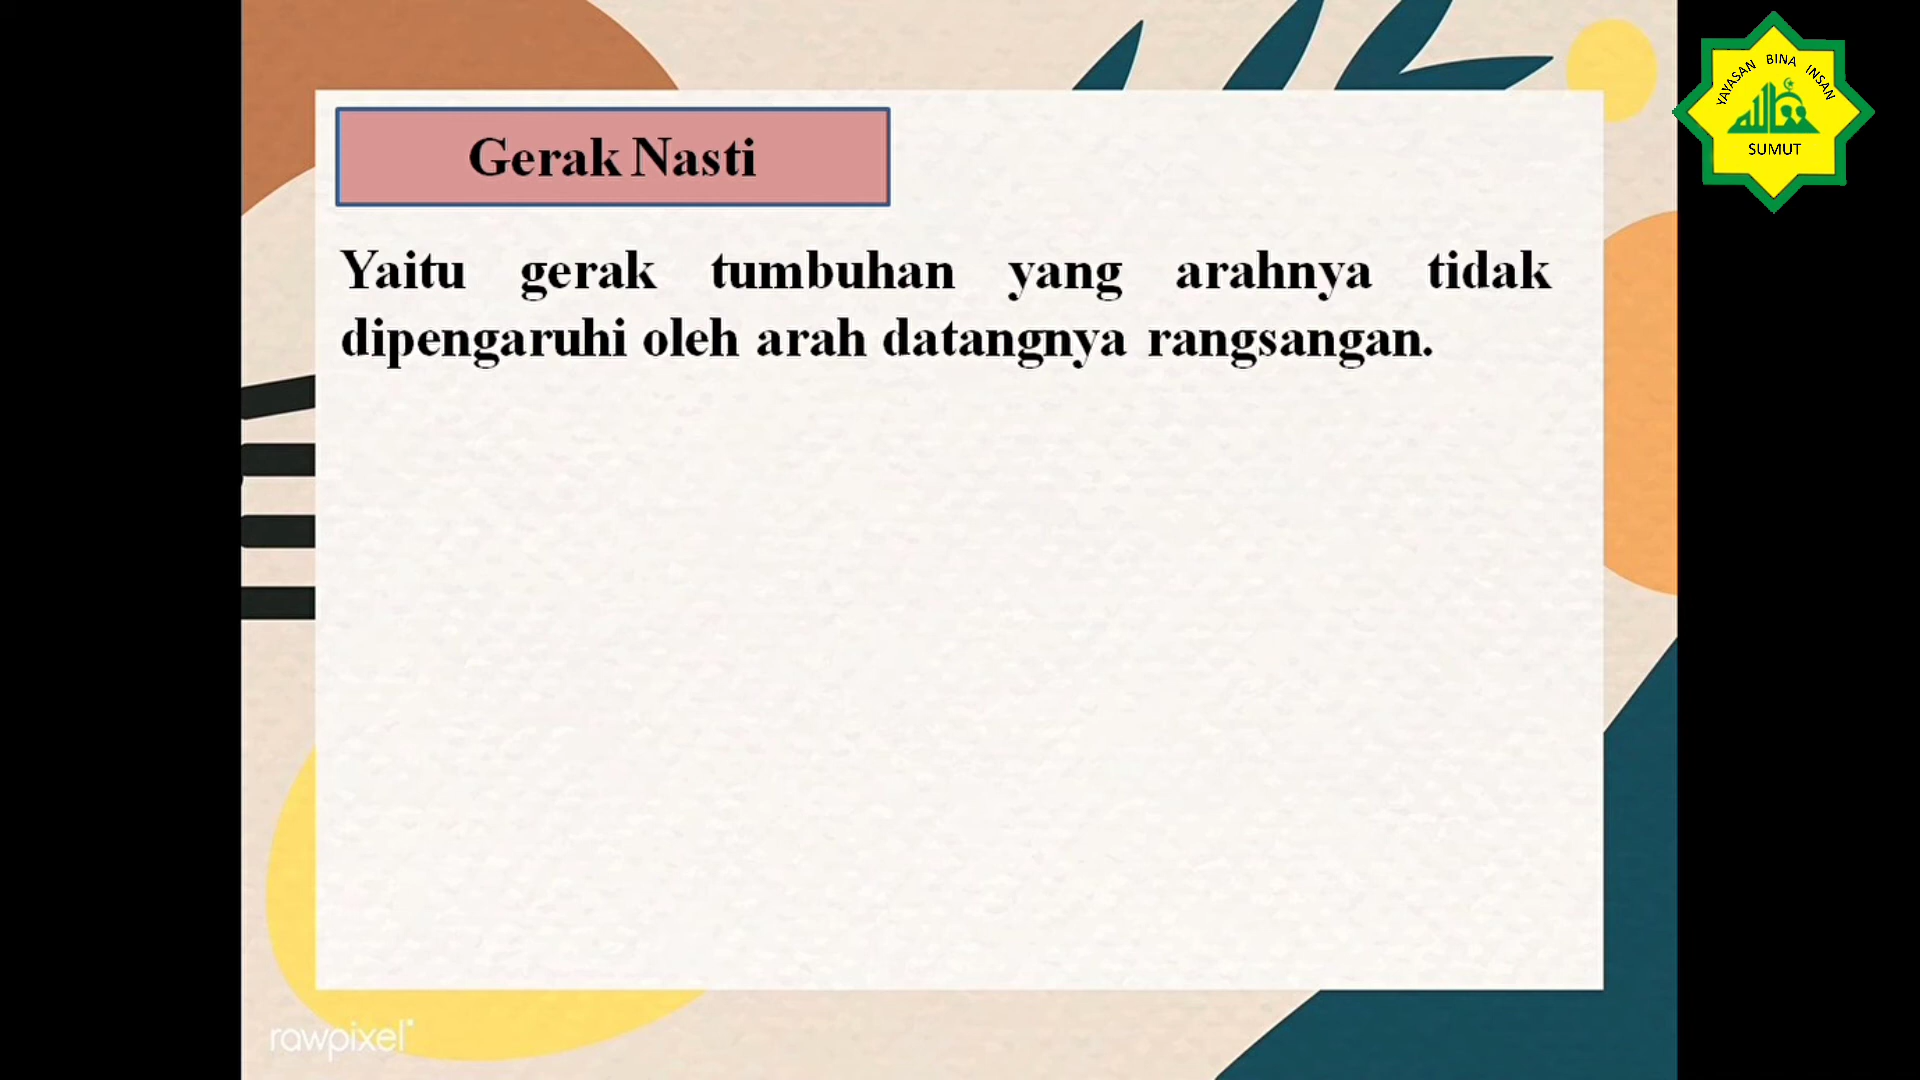 Gerak Nasti
Yaitu gerak tumbuhan yang arahnya tidak
dipengaruhi oleh arah datangnya rangsangan.
YAYASAN BINA INSAN
SUMUT
rawpixel